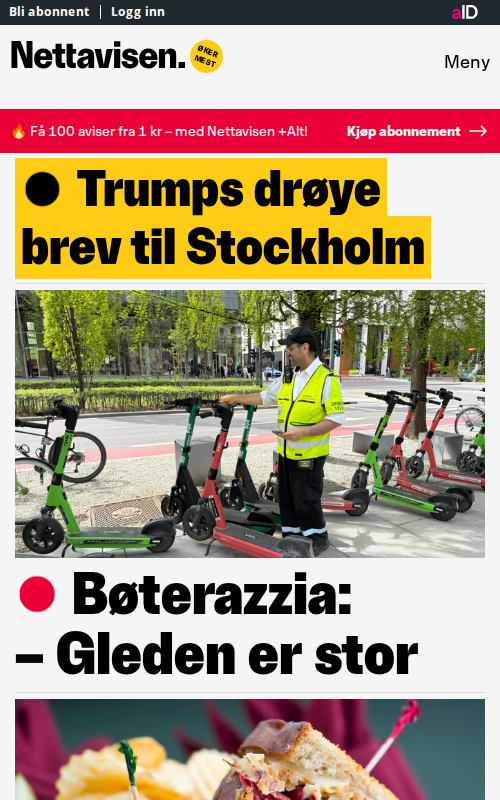 Bli abonnent
Logg inn
aID
Nettavisen.
ØKER
MEST
Meny
🔥 Få 100 aviser fra 1 kr – med Nettavisen +Alt!
Kjøp abonnement →
Trumps drøye
brev til Stockholm
Bøterazzia:
– Gleden er stor